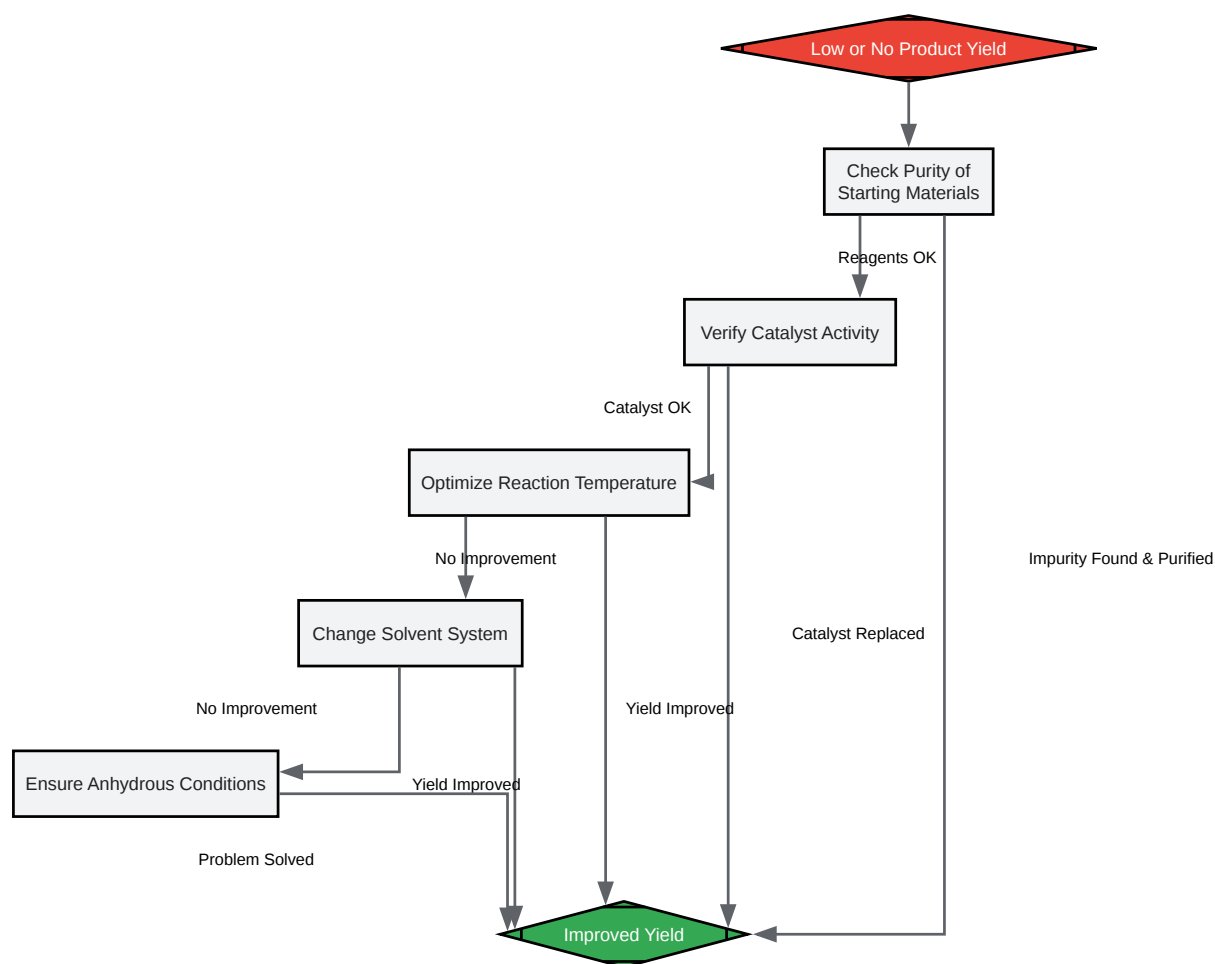 Low or No Product Yield
Check Purity of
Starting Materials
Reagents OK
Verify Catalyst Activity
Catalyst OK
Optimize Reaction Temperature
No Improvement
Impurity Found & Purified
Change Solvent System
Catalyst Replaced
No Improvement
Yield Improved
Ensure Anhydrous Conditions
Yield Improved
Problem Solved
Improved Yield